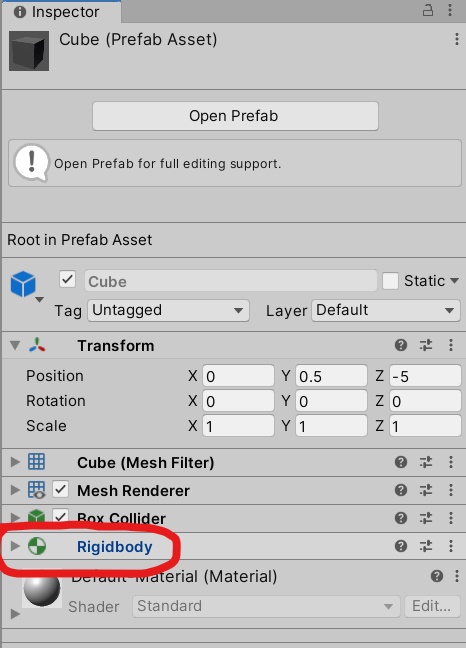 Inspector
Cube (Prefab Asset)
Open Prefab
Open Prefab for full editing support.
Root in Prefab Asset
Cube Static
Tag Untagged Layer Default
Transform
Position X 0 Y 0.5 Z -5
Rotation X 0 Y 0 Z 0
Scale X 1 Y 1 Z 1
Cube (Mesh Filter)
Mesh Renderer
Box Collider
Rigidbody
Default-Material (Material)
Shader Standard Edit...